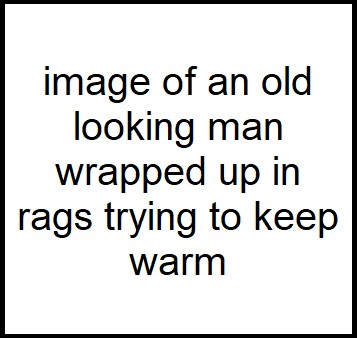 image of an old
looking man
wrapped up in
rags trying to keep
warm